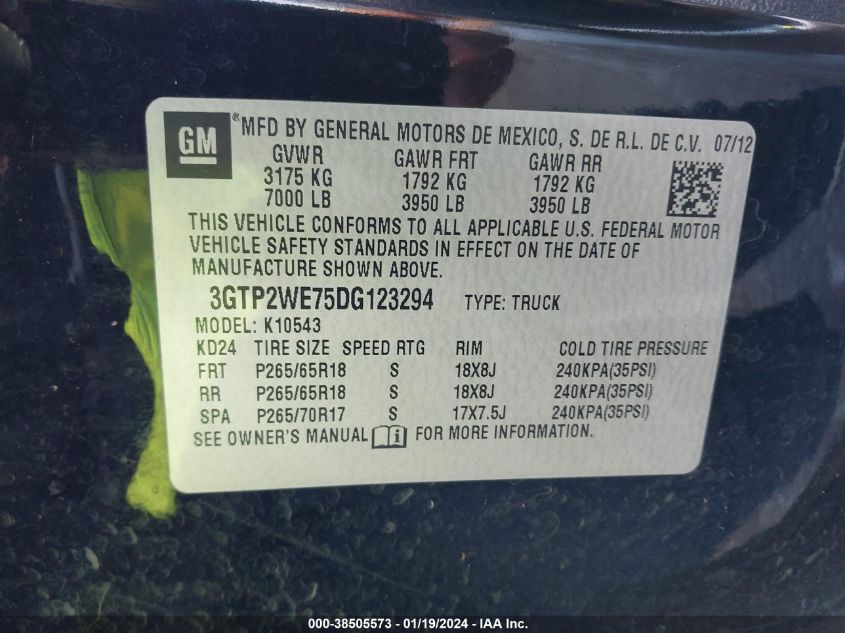 GM ® MFD BY GENERAL MOTORS DE MEXICO, S. DE R.L. DE C.V. 07/12
GVWR GAWR FRT GAWR RR
3175 KG 1792 KG 1792 KG
7000 LB 3950 LB 3950 LB
THIS VEHICLE CONFORMS TO ALL APPLICABLE U.S. FEDERAL MOTOR
VEHICLE SAFETY STANDARDS IN EFFECT ON THE DATE OF
MANUFACTURE SHOWN ABOVE.
3GTP2WE75DG123294 TYPE: TRUCK
MODEL: K10543
KD24 TIRE SIZE SPEED RTG RIM COLD TIRE PRESSURE
FRT P265/65R18 S 18X8J 240KPA(35PSI)
RR P265/65R18 S 18X8J 240KPA(35PSI)
SPA P265/70R17 S 17X7.5J 240KPA(35PSI)
SEE OWNER'S MANUAL i FOR MORE INFORMATION.
000-38505573 - 01/19/2024 - IAA Inc.